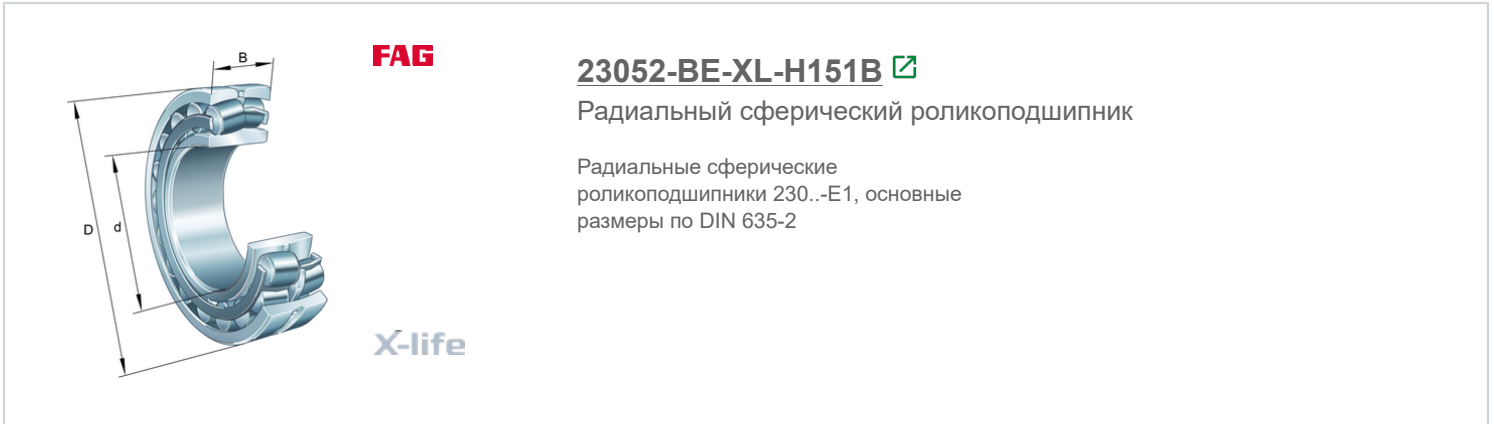 FAG
B
D
d
X-life
23052-BE-XL-H151B
Радиальный сферический роликоподшипник
Радиальные сферические
роликоподшипники 230..-E1, основные
размеры по DIN 635-2